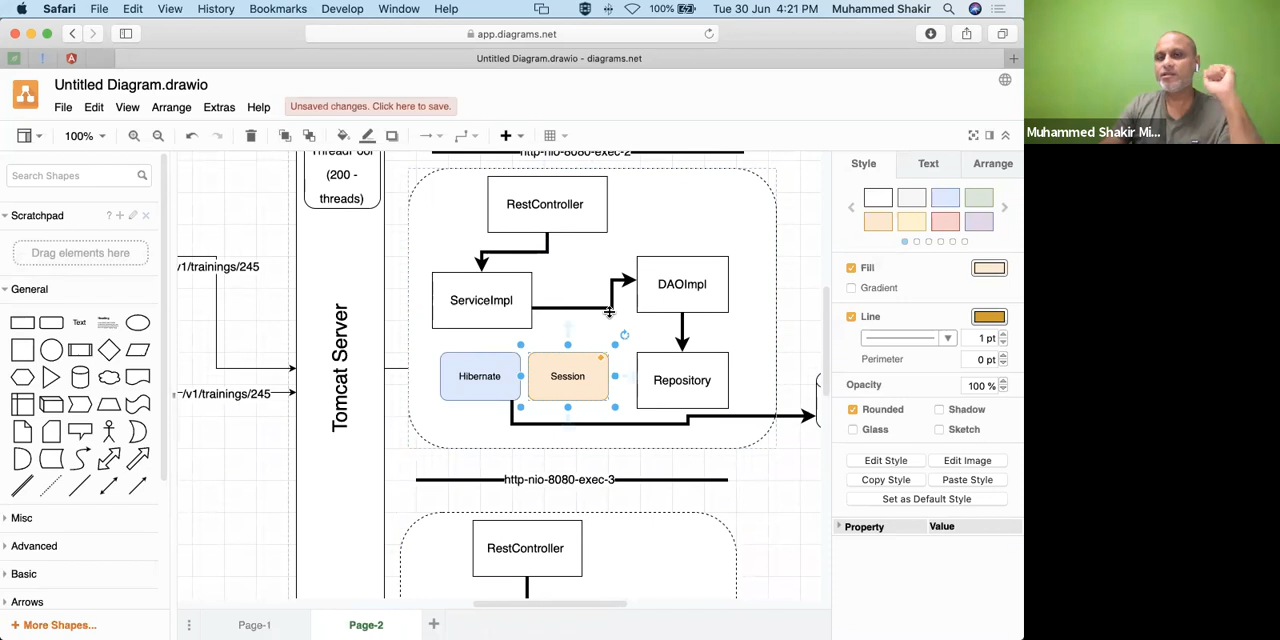 Safari File Edit View History Bookmarks Develop Window Help 100% Tue 30 Jun 4:21 PM Muhammed Shakir
app.diagrams.net
Untitled Diagram.drawio - diagrams.net
Untitled Diagram.drawio
File Edit View Arrange Extras Help Unsaved changes. Click here to save.
100%
Search Shapes
Scratchpad
?
Drag elements here
General
Text
Misc
Advanced
Basic
Arrows
+ More Shapes...
(200 -
threads)
/v1/trainings/245
-/v1/trainings/245
Tomcat Server
http-nio-8080-exec-2
RestController
ServiceImpl
DAOImpl
Hibernate
Session
Repository
http-nio-8080-exec-3
RestController
Page-1
Page-2
Style Text Arrange
Fill
Gradient
Line
1 pt
Perimeter
0 pt
Opacity
100 %
Rounded Shadow
Glass Sketch
Edit Style Edit Image
Copy Style Paste Style
Set as Default Style
Property Value
Muhammed Shakir Mi...